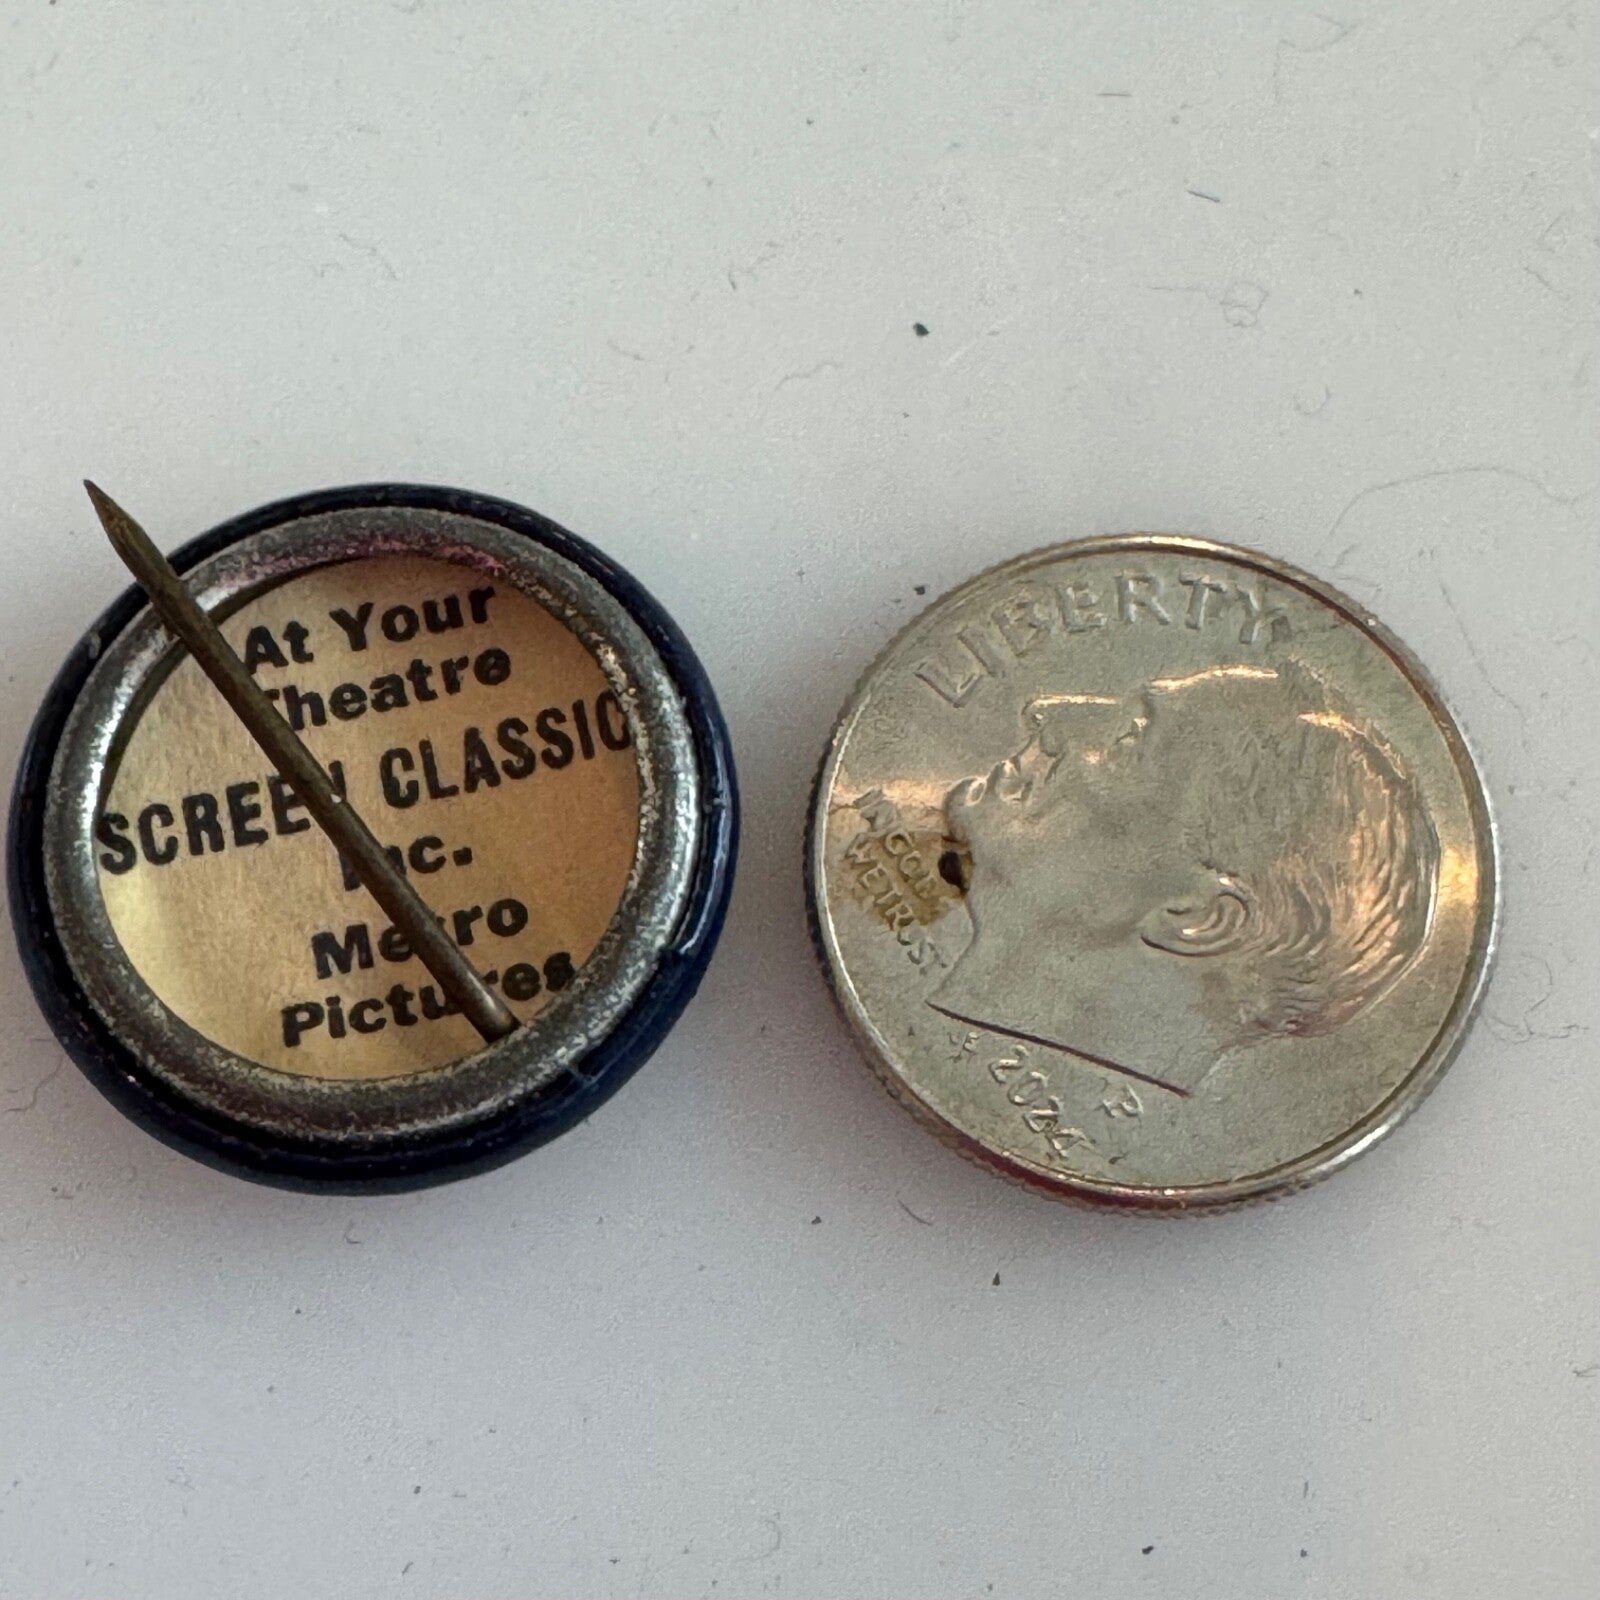 At Your
Theatre
SCREEN CLASSIC
Inc.
Metro
Pictures
LIBERTY
IN GOD
WE TRUST
2024
P